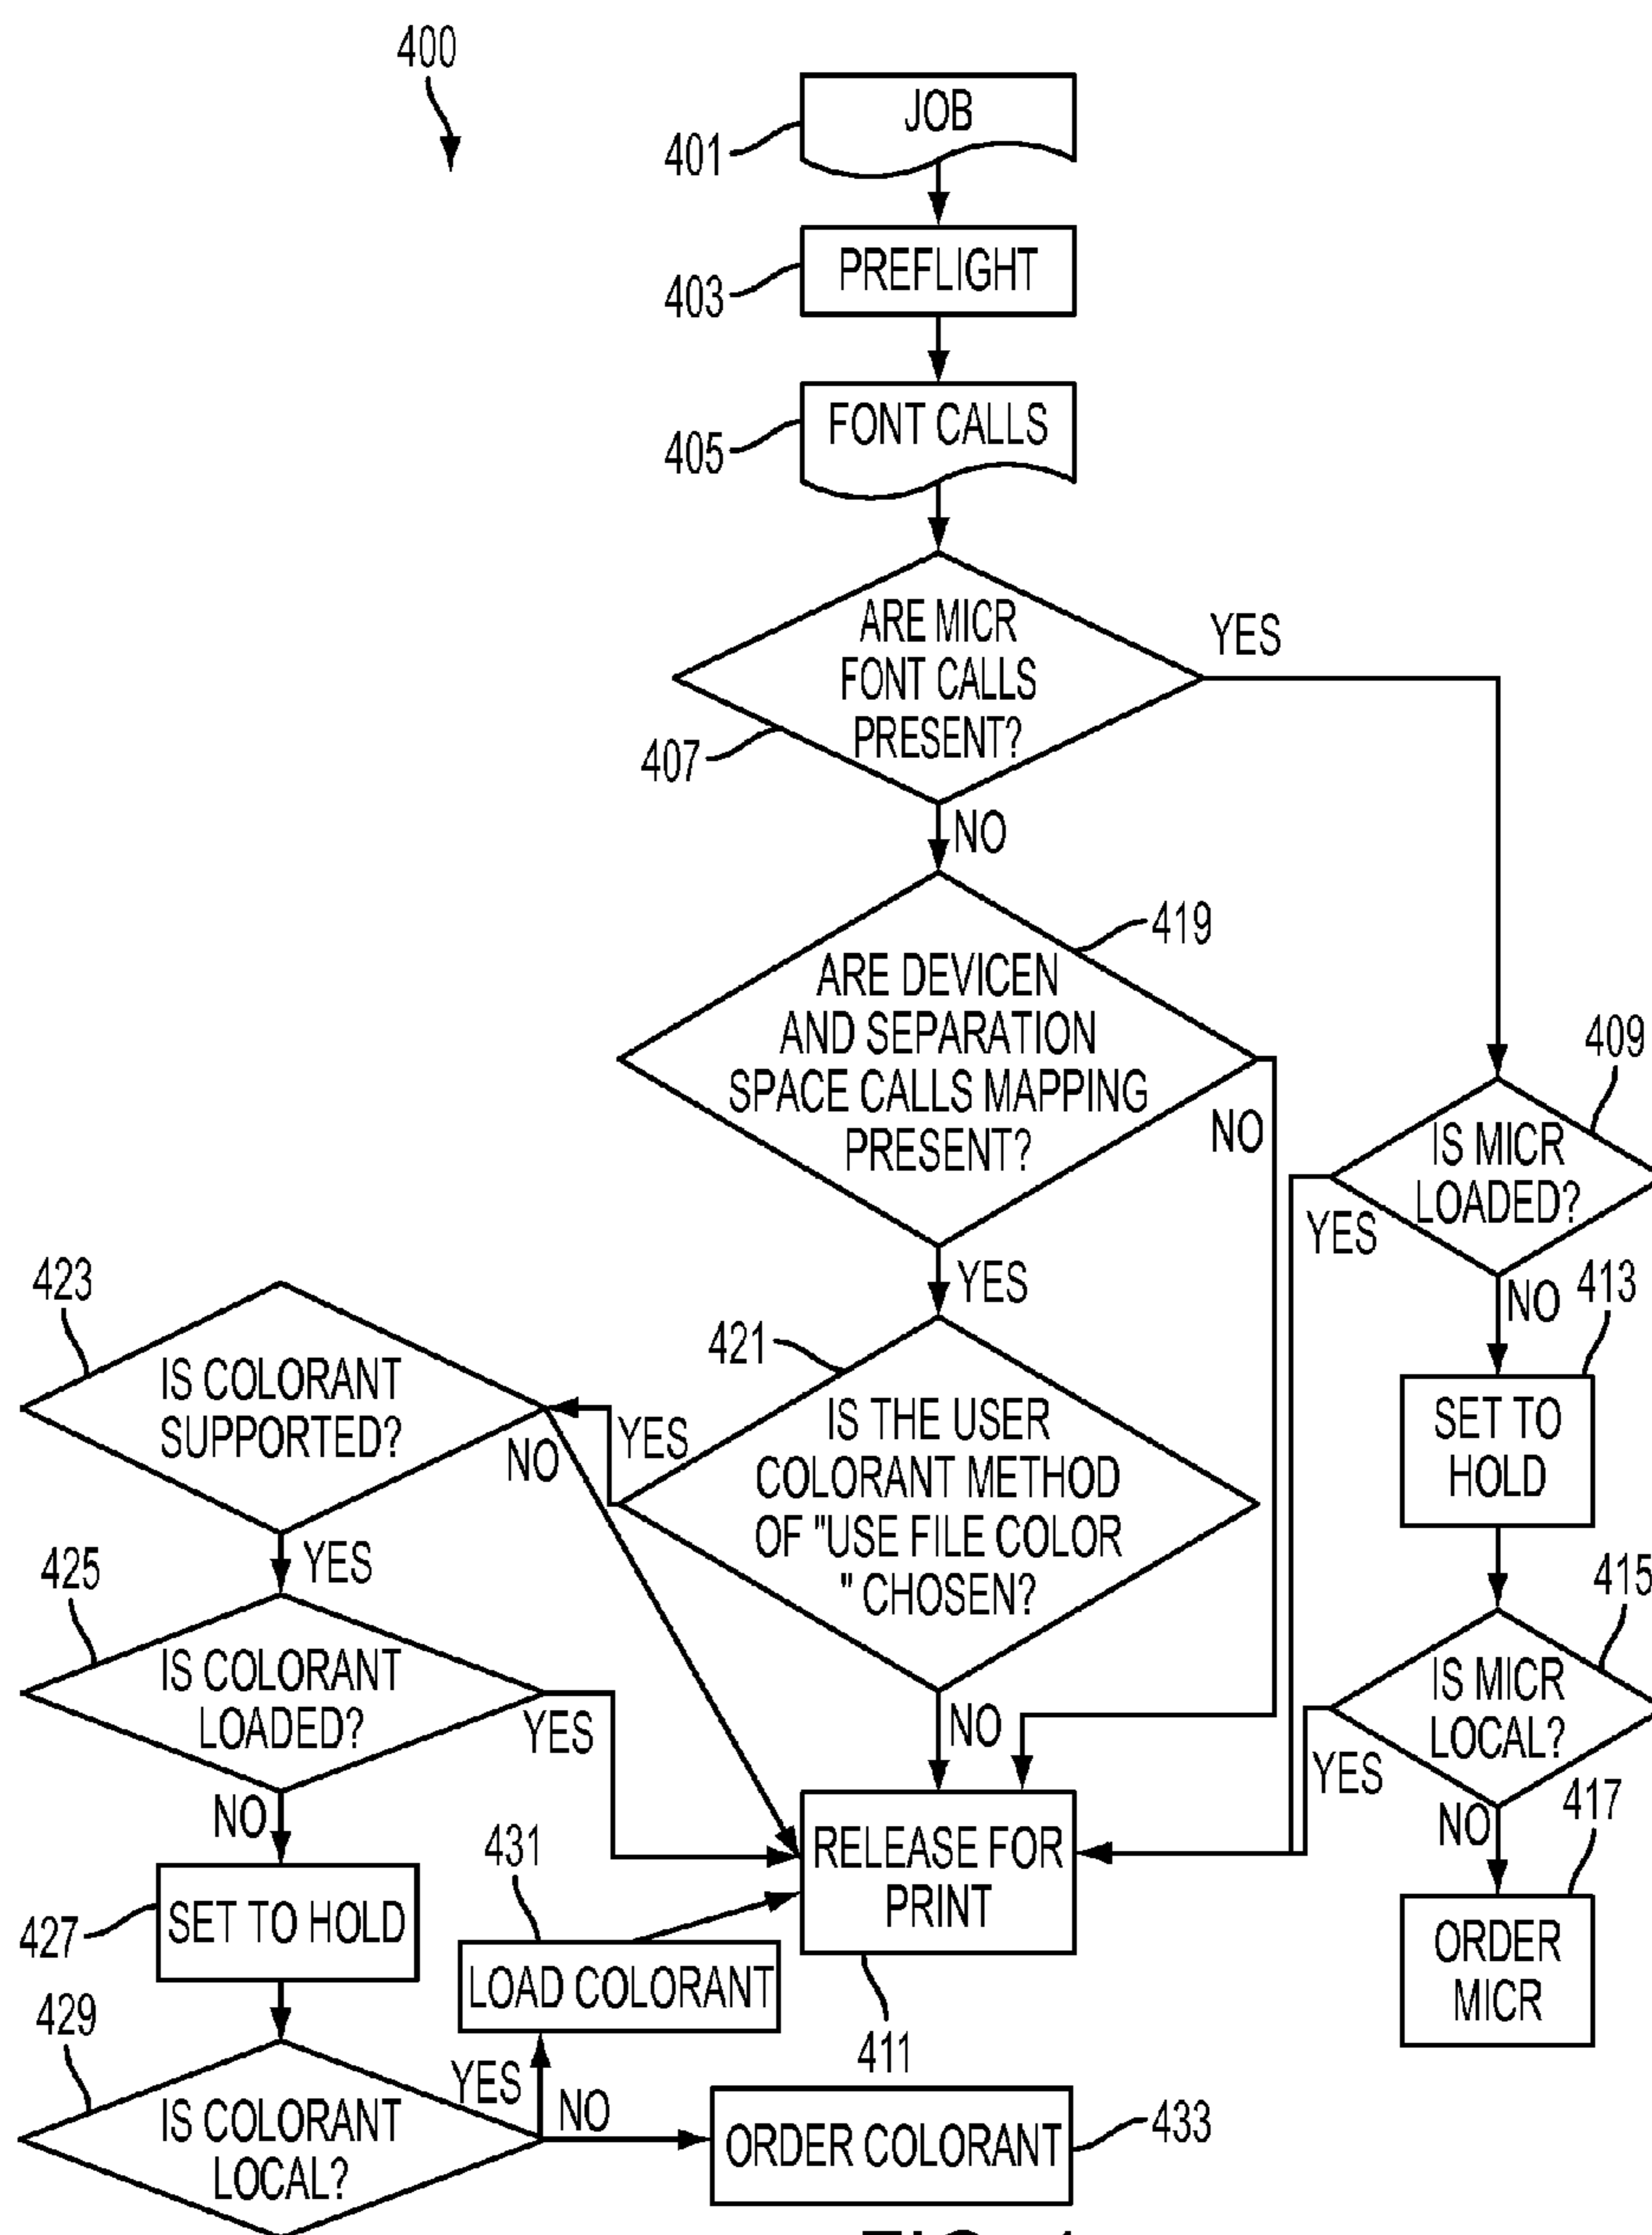 400
JOB
401
PREFLIGHT
403
FONT CALLS
405
ARE MICR
FONT CALLS
PRESENT?
YES
407
NO
419
ARE DEVICEN
AND SEPARATION
SPACE CALLS MAPPING
PRESENT?
NO
409
IS MICR
LOADED?
YES
NO
413
YES
423
421
IS COLORANT
SUPPORTED?
NO
YES
IS THE USER
COLORANT METHOD
OF "USE FILE COLOR
" CHOSEN?
SET TO
HOLD
YES
425
415
IS COLORANT
LOADED?
YES
NO
IS MICR
LOCAL?
YES
NO
417
NO
431
RELEASE FOR
PRINT
427
SET TO HOLD
LOAD COLORANT
ORDER
MICR
411
429
YES
NO
IS COLORANT
LOCAL?
ORDER COLORANT
433